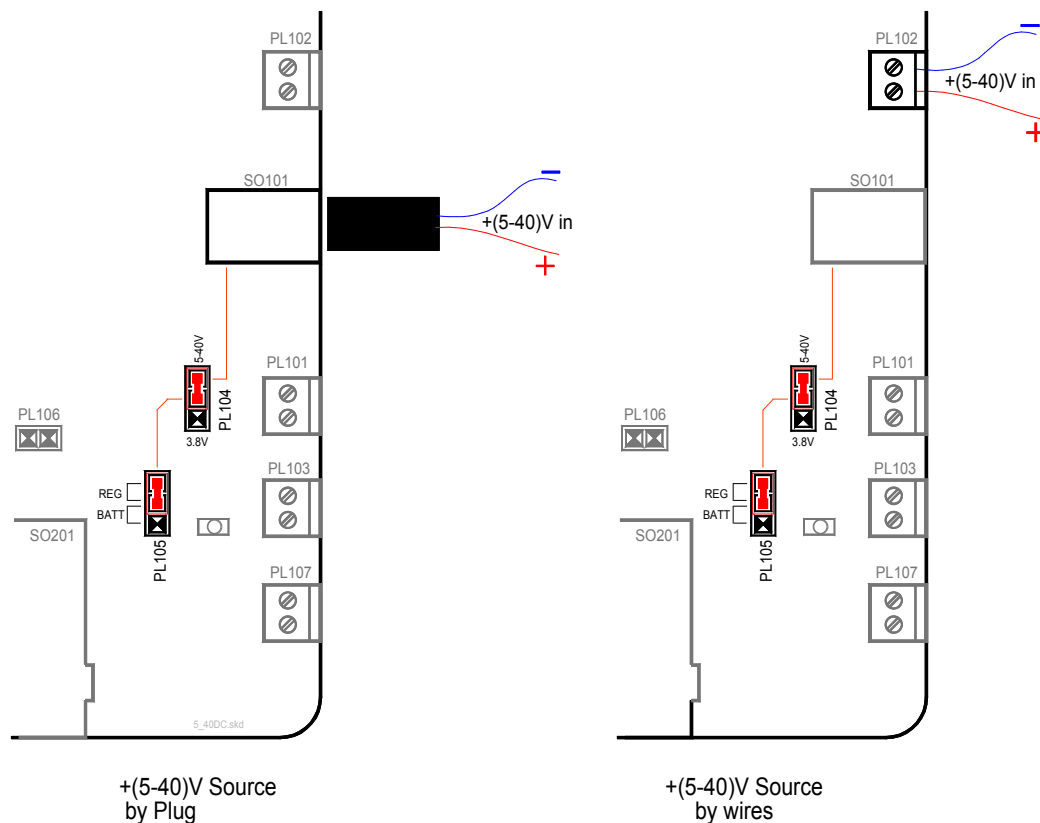 PL102
SO101
−
+(5-40)V in
+
5-40V
PL104
3.8V
PL101
PL106
REG
BATT
PL105
PL103
SO201
PL107
5_40DC.skd
+(5-40)V Source
by Plug
PL102
−
+(5-40)V in
+
SO101
5-40V
PL104
3.8V
PL101
PL106
REG
BATT
PL105
PL103
SO201
PL107
+(5-40)V Source
by wires